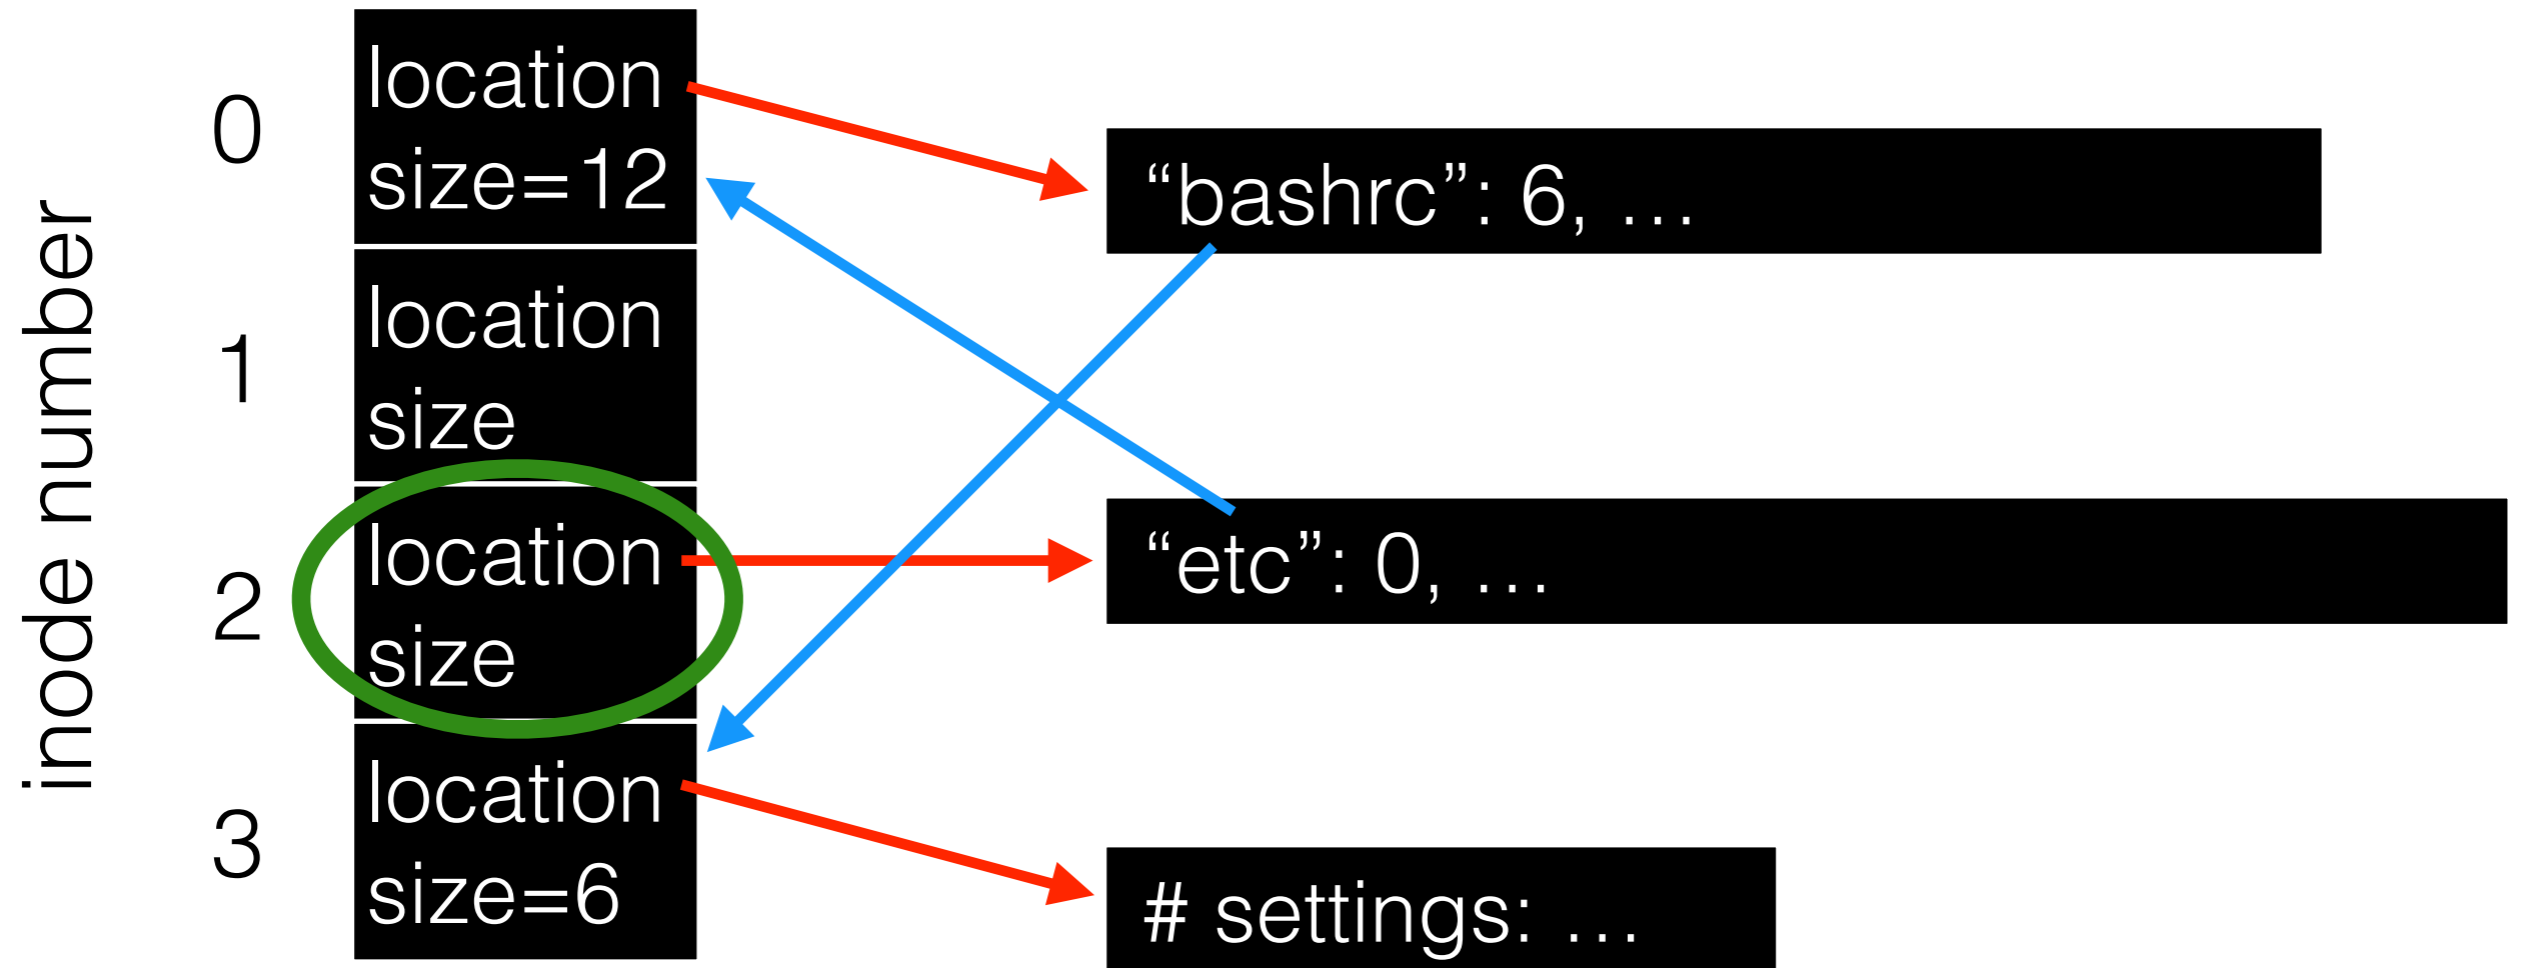 inode number
0
location
size=12
“bashrc”: 6, …
1
location
size
2
location
size
“etc”: 0, …
3
location
size=6
# settings: …